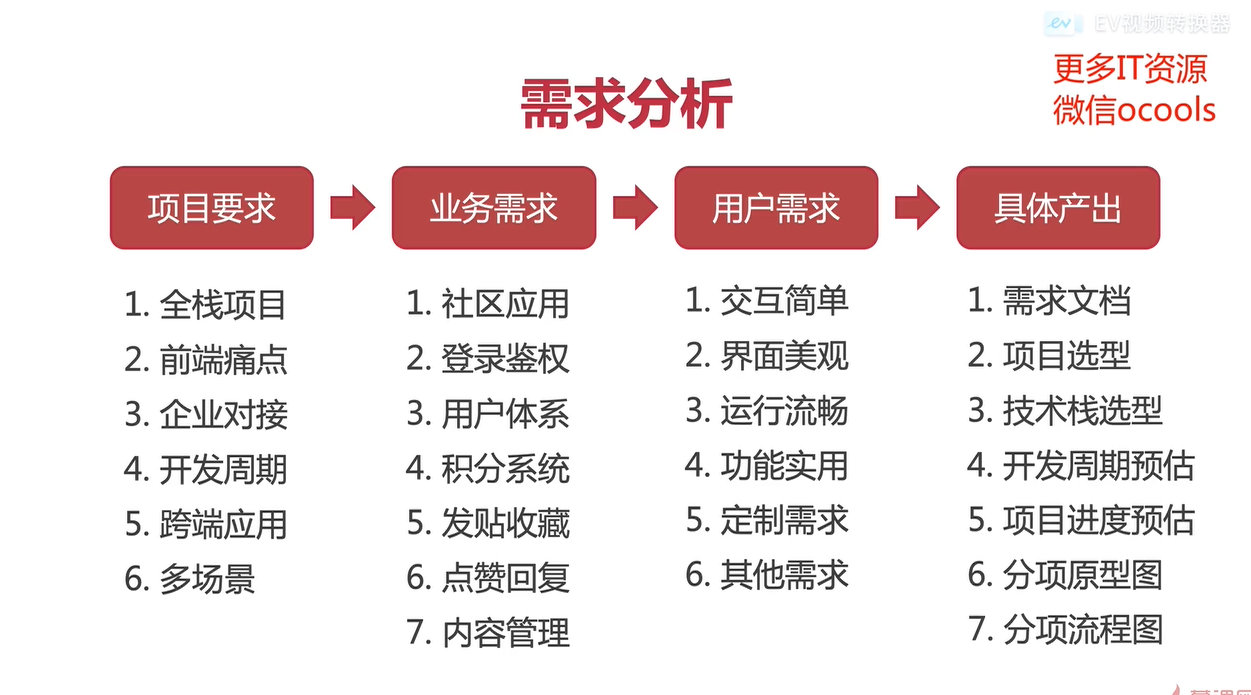 EV视频转换器
更多IT资源
微信ocools
需求分析
项目要求
业务需求
用户需求
具体产出
1. 全栈项目
2. 前端痛点
3. 企业对接
4. 开发周期
5. 跨端应用
6. 多场景
1. 社区应用
2. 登录鉴权
3. 用户体系
4. 积分系统
5. 发贴收藏
6. 点赞回复
7. 内容管理
1. 交互简单
2. 界面美观
3. 运行流畅
4. 功能实用
5. 定制需求
6. 其他需求
1. 需求文档
2. 项目选型
3. 技术栈选型
4. 开发周期预估
5. 项目进度预估
6. 分项原型图
7. 分项流程图